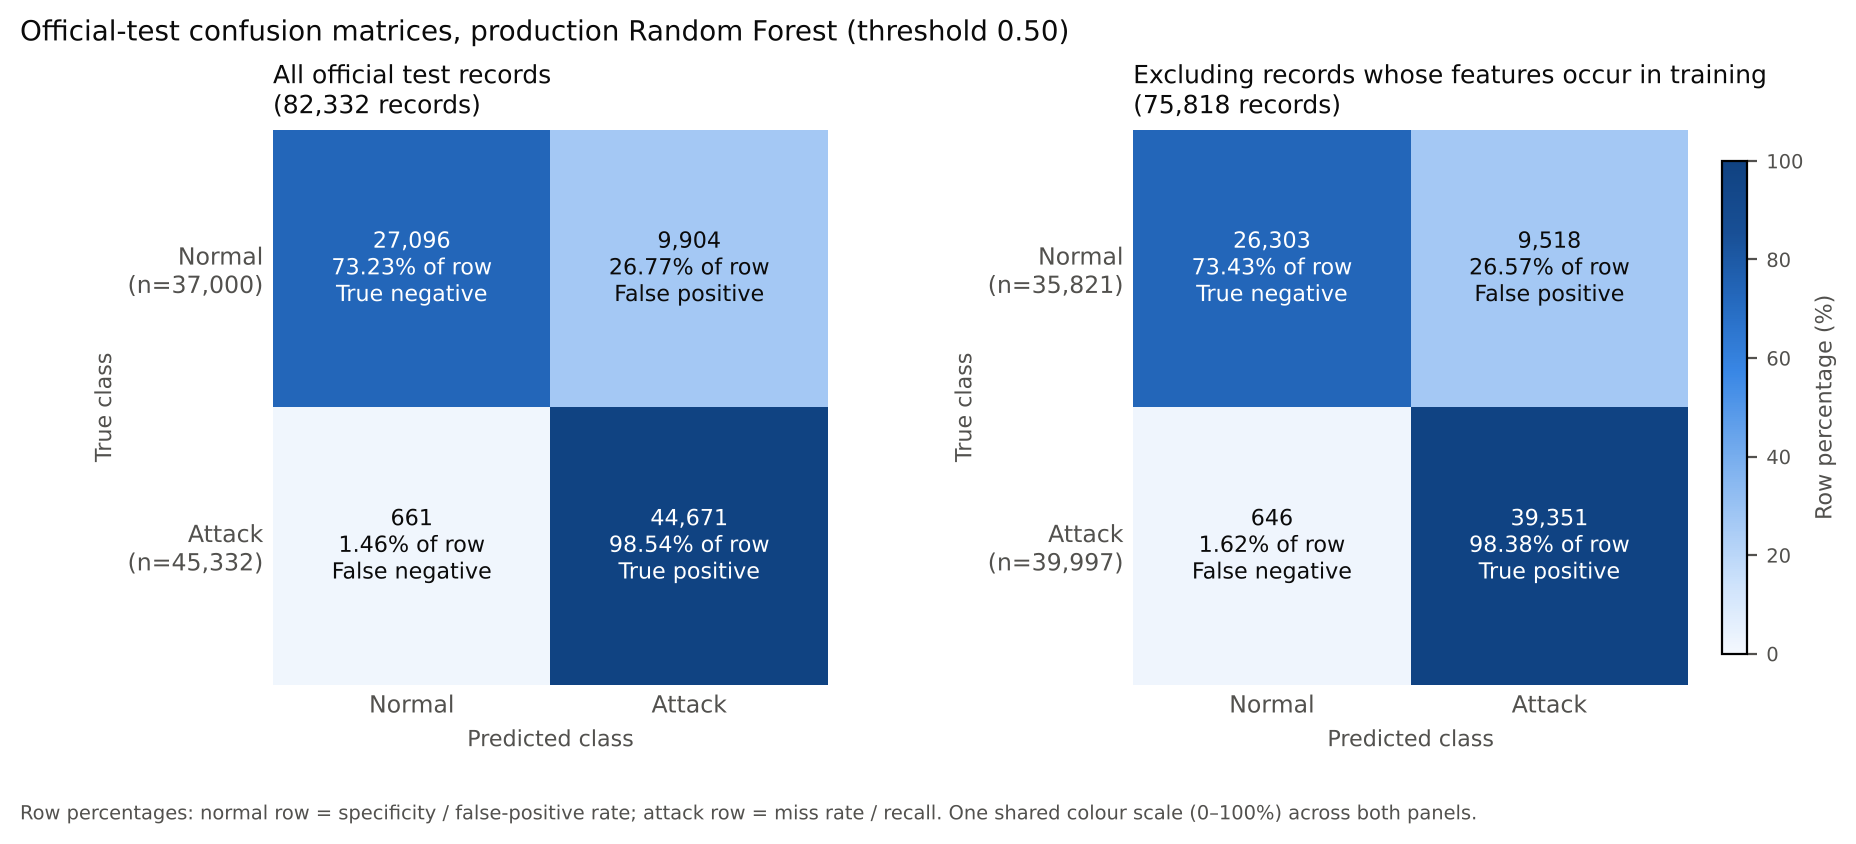 Official-test confusion matrices, production Random Forest (threshold 0.50)
All official test records
(82,332 records)
True class
Normal
(n=37,000)
27,096
73.23% of row
True negative
9,904
26.77% of row
False positive
Attack
(n=45,332)
661
1.46% of row
False negative
44,671
98.54% of row
True positive
Normal
Attack
Predicted class
Excluding records whose features occur in training
(75,818 records)
True class
Normal
(n=35,821)
26,303
73.43% of row
True negative
9,518
26.57% of row
False positive
Attack
(n=39,997)
646
1.62% of row
False negative
39,351
98.38% of row
True positive
Normal
Attack
Predicted class
100
80
60
40
20
0
Row percentage (%)
Row percentages: normal row = specificity / false-positive rate; attack row = miss rate / recall. One shared colour scale (0–100%) across both panels.